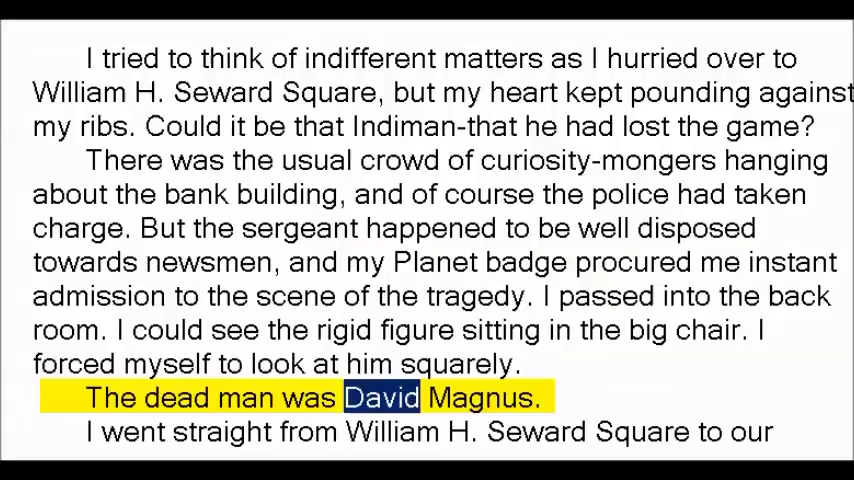 I tried to think of indifferent matters as I hurried over to
William H. Seward Square, but my heart kept pounding against
my ribs. Could it be that Indiman-that he had lost the game?
There was the usual crowd of curiosity-mongers hanging
about the bank building, and of course the police had taken
charge. But the sergeant happened to be well disposed
towards newsmen, and my Planet badge procured me instant
admission to the scene of the tragedy. I passed into the back
room. I could see the rigid figure sitting in the big chair. I
forced myself to look at him squarely.
The dead man was David Magnus.
I went straight from William H. Seward Square to our